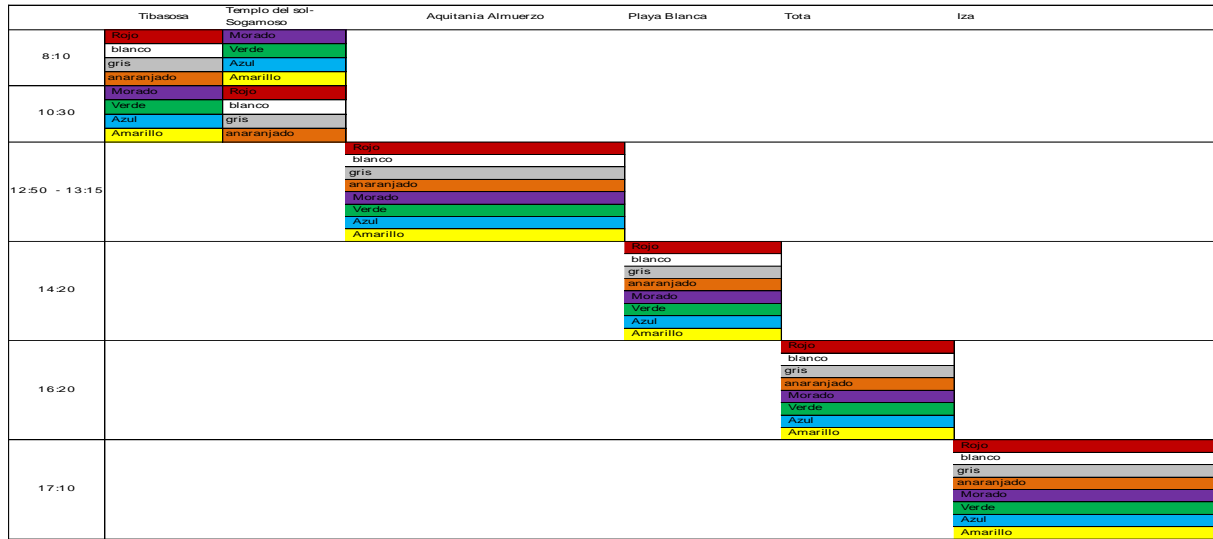 Tibasosa Templo del sol- Sogamoso Aquitania Almuerzo Playa Blanca Tota Iza
8:10
Rojo Morado
blanco Verde
gris Azul
anaranjado Amarillo
10:30
Morado Rojo
Verde blanco
Azul gris
Amarillo anaranjado
12:50 - 13:15
Rojo
blanco
gris
anaranjado
Morado
Verde
Azul
Amarillo
14:20
Rojo
blanco
gris
anaranjado
Morado
Verde
Azul
Amarillo
16:20
Rojo
blanco
gris
anaranjado
Morado
Verde
Azul
Amarillo
17:10
Rojo
blanco
gris
anaranjado
Morado
Verde
Azul
Amarillo